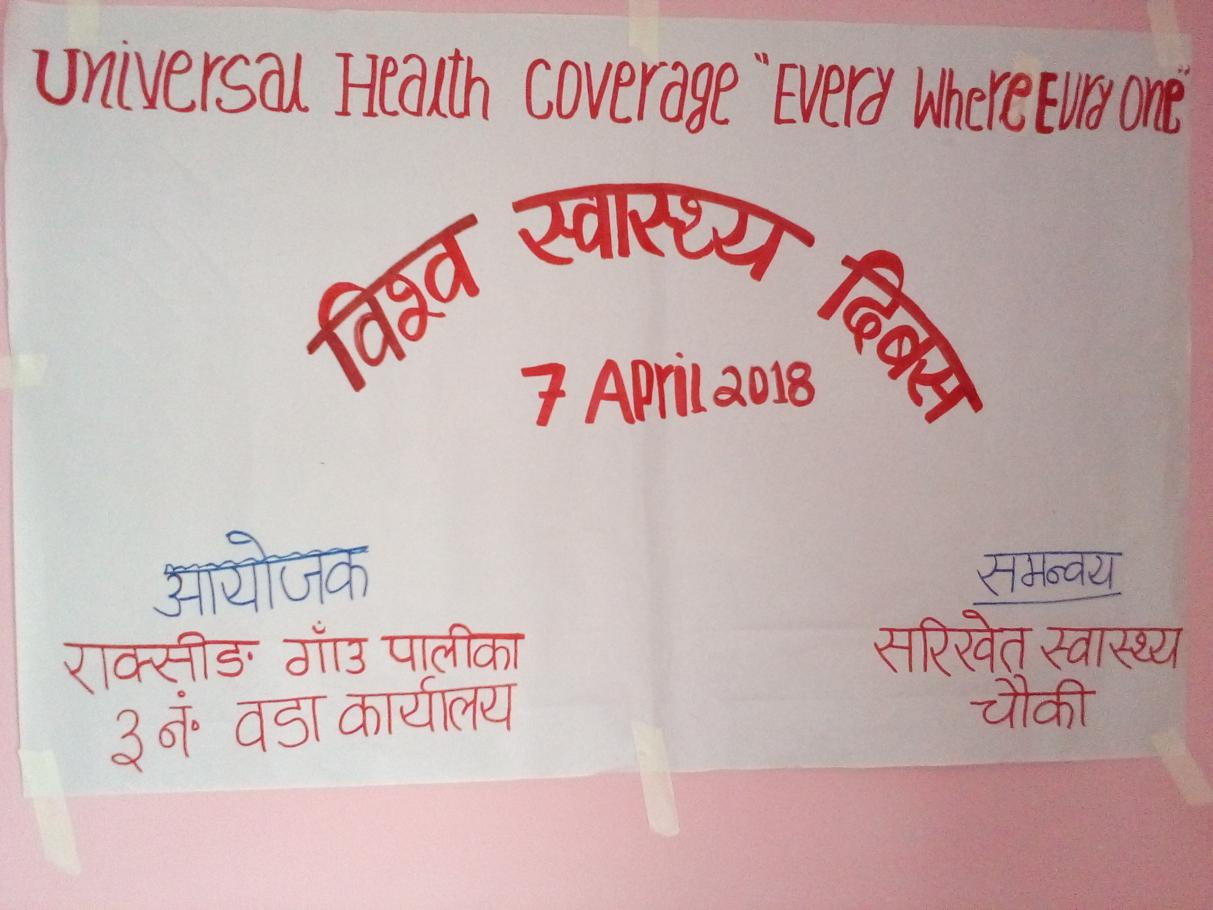 Universal Health Coverage "Every Where Evry One"
विश्व स्वास्थ्य दिवस
7 April 2018
आयोजक
राक्सीङ गाँउ पालीका
३ नं. वडा कार्यालय
समन्वय
सरिखेत स्वास्थ्य
चौकी